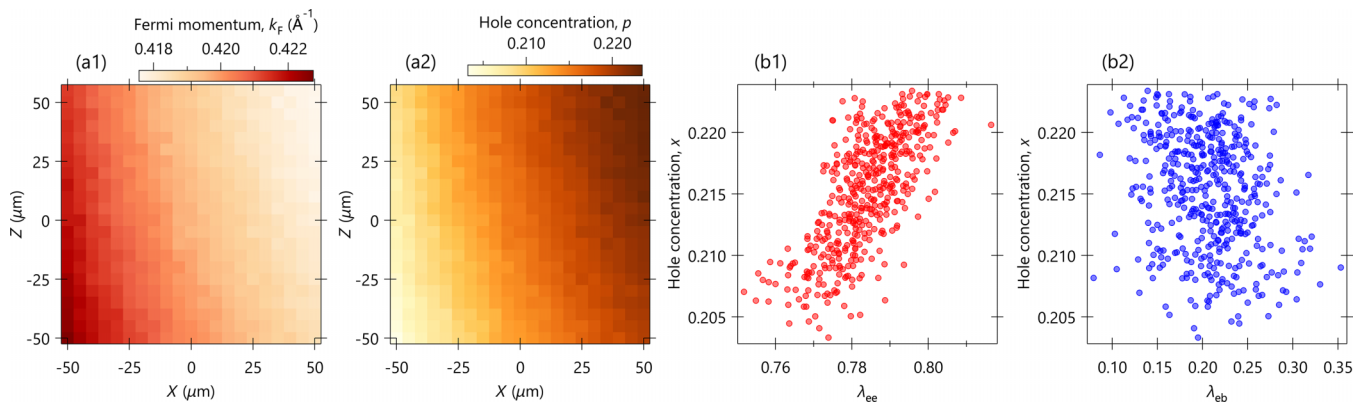 Fermi momentum, kF (Å-1)
0.418 0.420 0.422
(a1)
50
25
0
-25
-50
Z (μm)
-50 -25 0 25 50
X (μm)
Hole concentration, p
0.210 0.220
(a2)
50
25
0
-25
-50
Z (μm)
-50 -25 0 25 50
X (μm)
(b1)
0.220
0.215
0.210
0.205
Hole concentration, x
0.76 0.78 0.80
λee
(b2)
0.220
0.215
0.210
0.205
Hole concentration, x
0.10 0.15 0.20 0.25 0.30 0.35
λeb